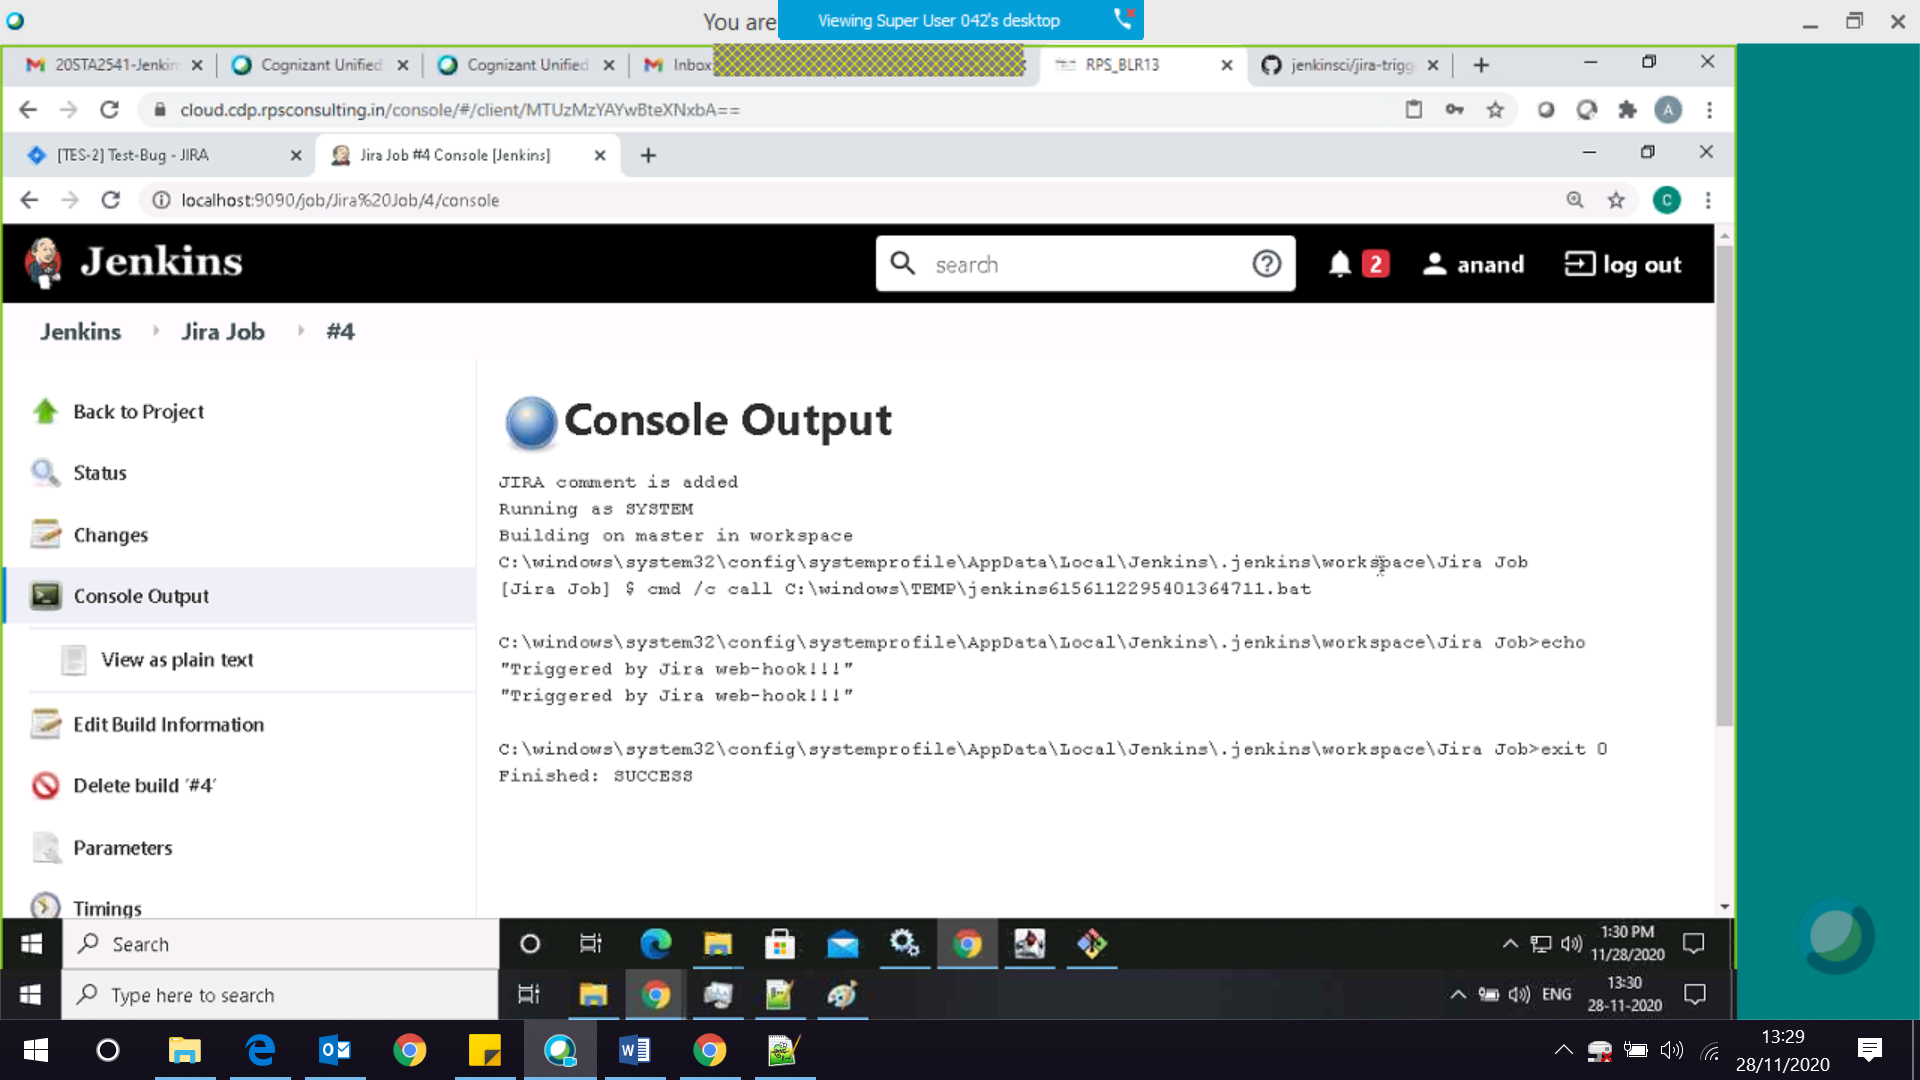 You are
Viewing Super User 042's desktop
20STA2541-Jenkin
Cognizant Unified
Cognizant Unified
Inbox
RPS_BLR13
jenkinsci/jira-trigg
cloud.cdp.rpsconsulting.in/console/#/client/MTUzMzYAYwBteXNxbA==
A
[TES-2] Test-Bug - JIRA
Jira Job #4 Console [Jenkins]
localhost:9090/job/Jira%20Job/4/console
C
Jenkins
search
2
anand
log out
Jenkins
Jira Job
#4
Back to Project
Status
Changes
Console Output
View as plain text
Edit Build Information
Delete build '#4'
Parameters
Timings
Console Output
JIRA comment is added
Running as SYSTEM
Building on master in workspace
C:\windows\system32\config\systemprofile\AppData\Local\Jenkins\.jenkins\workspace\Jira Job
[Jira Job] $ cmd /c call C:\windows\TEMP\jenkins6156112295401364711.bat
C:\windows\system32\config\systemprofile\AppData\Local\Jenkins\.jenkins\workspace\Jira Job>echo
"Triggered by Jira web-hook!!!"
"Triggered by Jira web-hook!!!"
C:\windows\system32\config\systemprofile\AppData\Local\Jenkins\.jenkins\workspace\Jira Job>exit 0
Finished: SUCCESS
Search
1:30 PM
11/28/2020
Type here to search
ENG
13:30
28-11-2020
13:29
28/11/2020